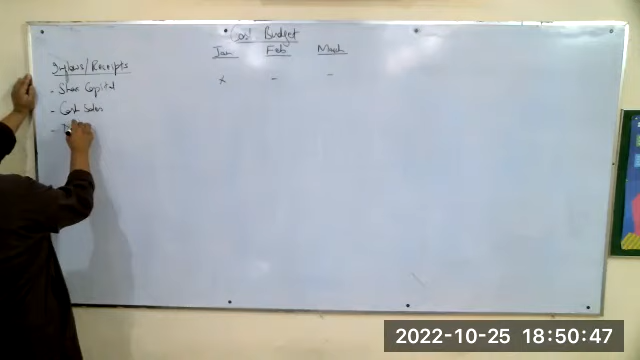 Cash Budget
Jan Feb March
Inflows/Receipts
- Share Capital x - -
- Cash Sales
-
2022-10-25 18:50:47